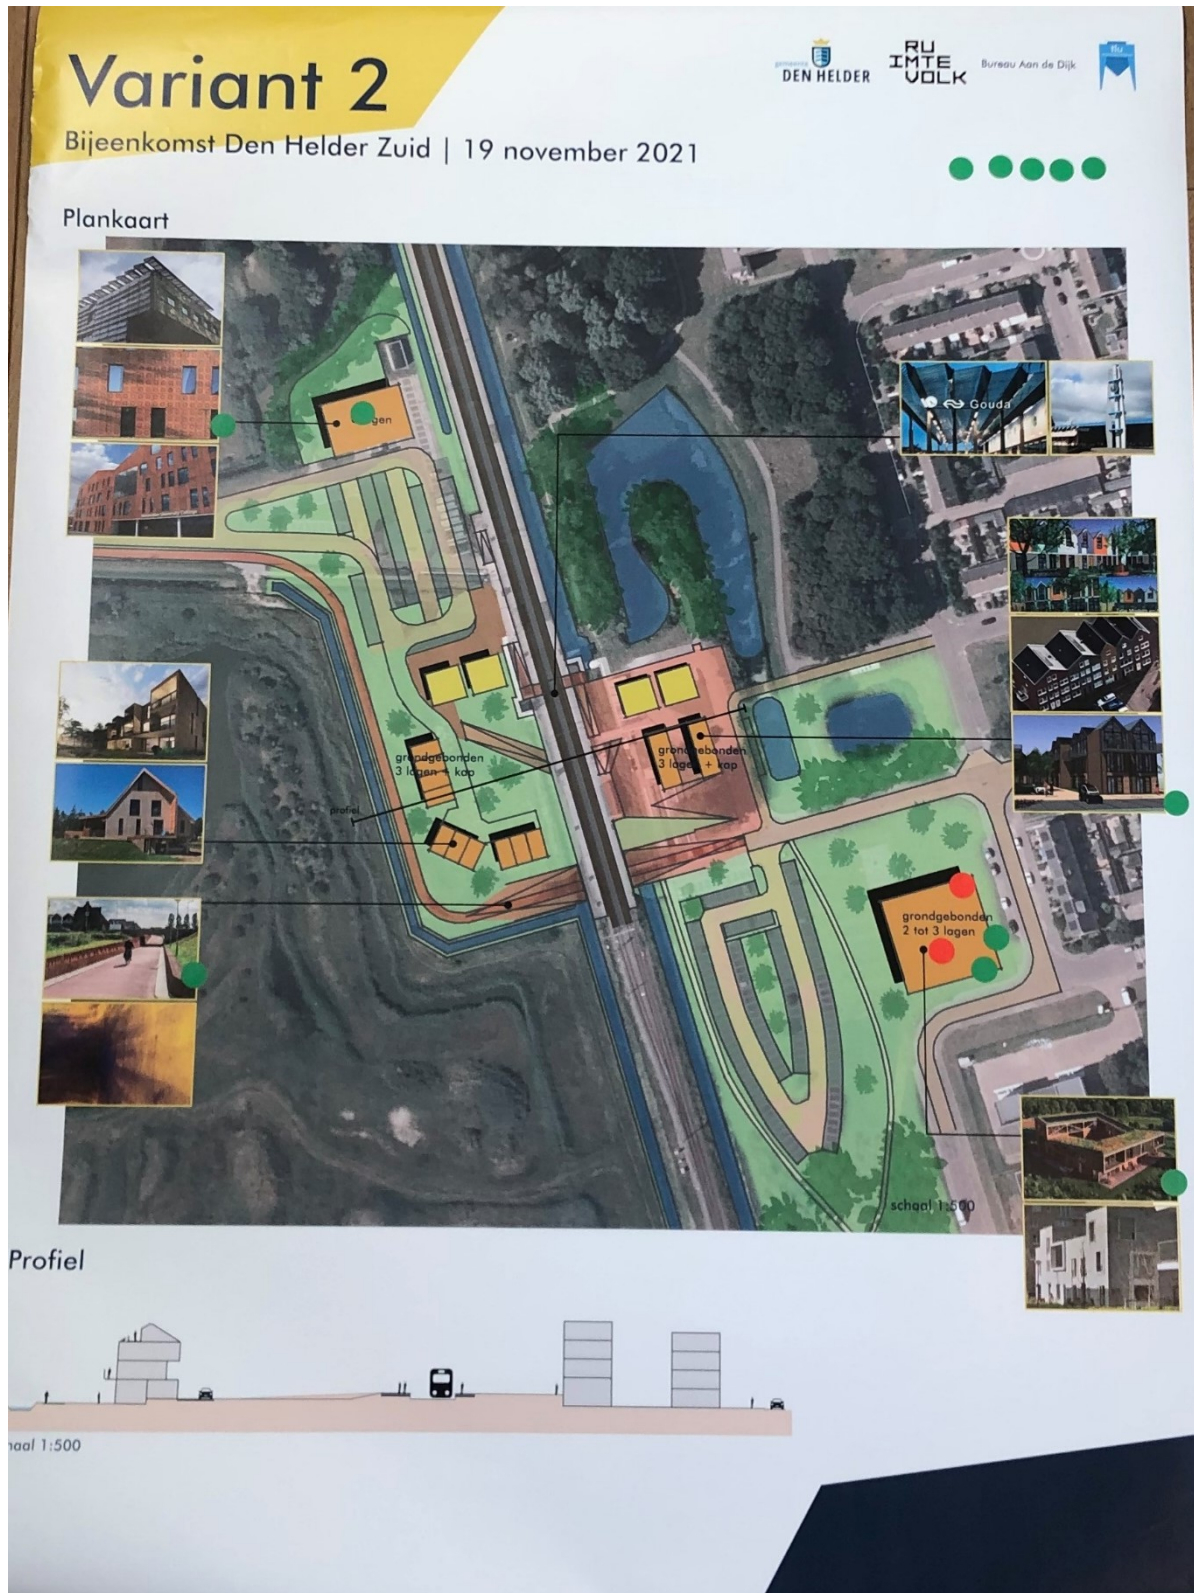 Variant 2
Bijeenkomst Den Helder Zuid | 19 november 2021
gemeente
DEN HELDER
RU
IMTE
VOLK
Bureau Aan de Dijk
flu
Plankaart
Gouda
grondgebonden
3 lagen + kap
grondgebonden
3 lagen + kap
profiel
grondgebonden
2 tot 3 lagen
schaal 1:500
Profiel
haal 1:500